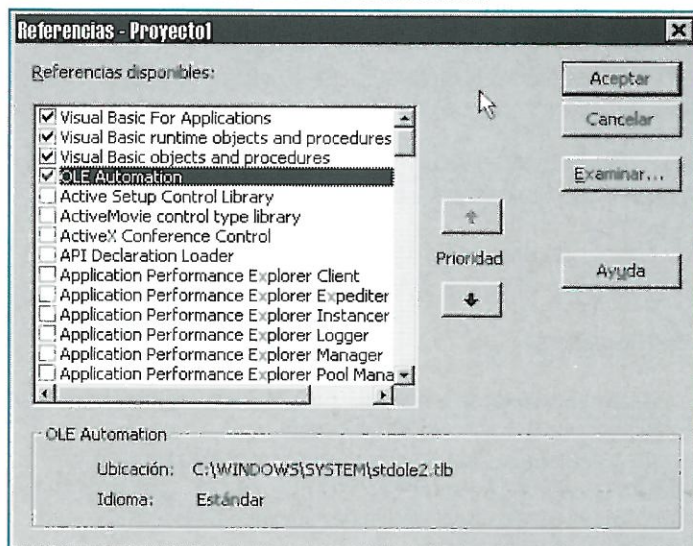 Referencias - Proyecto1
Referencias disponibles:
Visual Basic For Applications
Visual Basic runtime objects and procedures
Visual Basic objects and procedures
OLE Automation
Active Setup Control Library
ActiveMovie control type library
ActiveX Conference Control
API Declaration Loader
Application Performance Explorer Client
Application Performance Explorer Expediter
Application Performance Explorer Instancer
Application Performance Explorer Logger
Application Performance Explorer Manager
Application Performance Explorer Pool Mana
Prioridad
Aceptar
Cancelar
Examinar...
Ayuda
OLE Automation
Ubicación: C:\WINDOWS\SYSTEM\stdole2.tlb
Idioma: Estándar